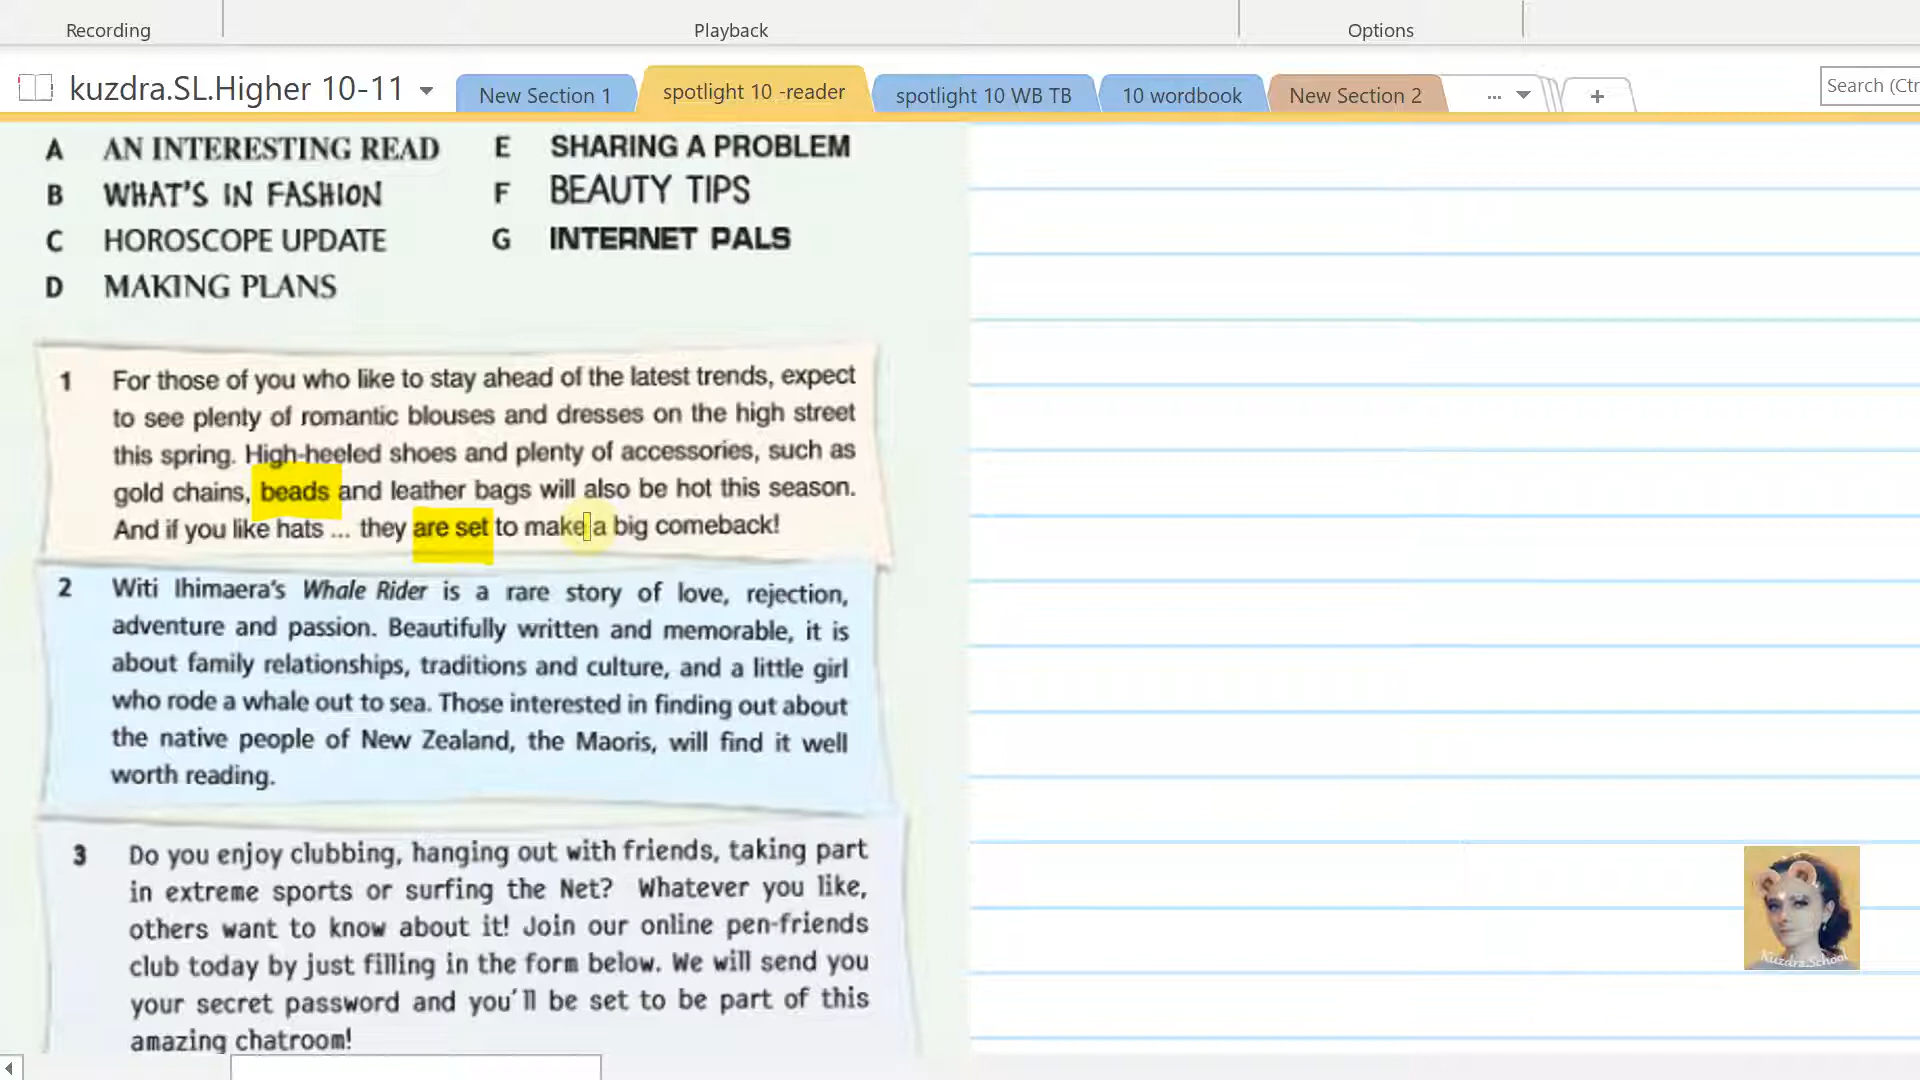 Recording Playback Options
kuzdra.SL.Higher 10-11 New Section 1 spotlight 10 -reader spotlight 10 WB TB 10 wordbook New Section 2 ... + Search (Ctr
A AN INTERESTING READ
B WHAT'S IN FASHION
C HOROSCOPE UPDATE
D MAKING PLANS
E SHARING A PROBLEM
F BEAUTY TIPS
G INTERNET PALS
1 For those of you who like to stay ahead of the latest trends, expect
to see plenty of romantic blouses and dresses on the high street
this spring. High-heeled shoes and plenty of accessories, such as
gold chains, beads and leather bags will also be hot this season.
And if you like hats ... they are set to make a big comeback!
2 Witi Ihimaera's Whale Rider is a rare story of love, rejection,
adventure and passion. Beautifully written and memorable, it is
about family relationships, traditions and culture, and a little girl
who rode a whale out to sea. Those interested in finding out about
the native people of New Zealand, the Maoris, will find it well
worth reading.
3 Do you enjoy clubbing, hanging out with friends, taking part
in extreme sports or surfing the Net? Whatever you like,
others want to know about it! Join our online pen-friends
club today by just filling in the form below. We will send you
your secret password and you'll be set to be part of this
amazing chatroom!
Kuzdra.School